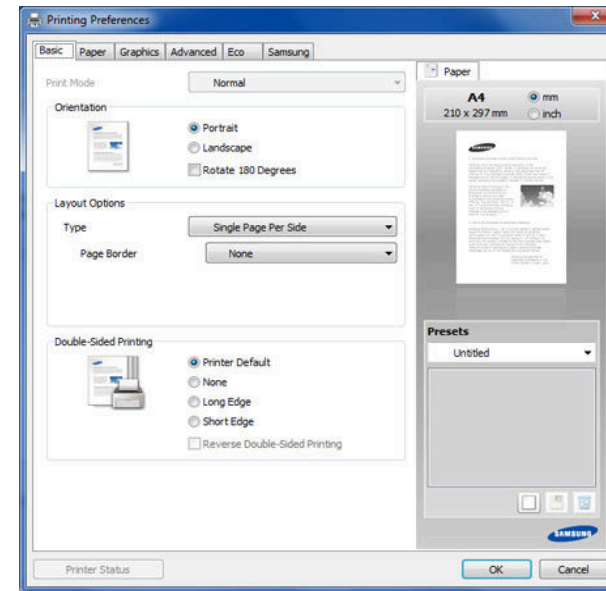 Printing Preferences
Basic Paper Graphics Advanced Eco Samsung
Print Mode Normal
Orientation
Portrait
Landscape
Rotate 180 Degrees
Layout Options
Type Single Page Per Side
Page Border None
Double-Sided Printing
Printer Default
None
Long Edge
Short Edge
Reverse Double-Sided Printing
Paper
A4 mm
210 x 297 mm inch
SAMSUNG
Presets
Untitled
SAMSUNG
Printer Status OK Cancel